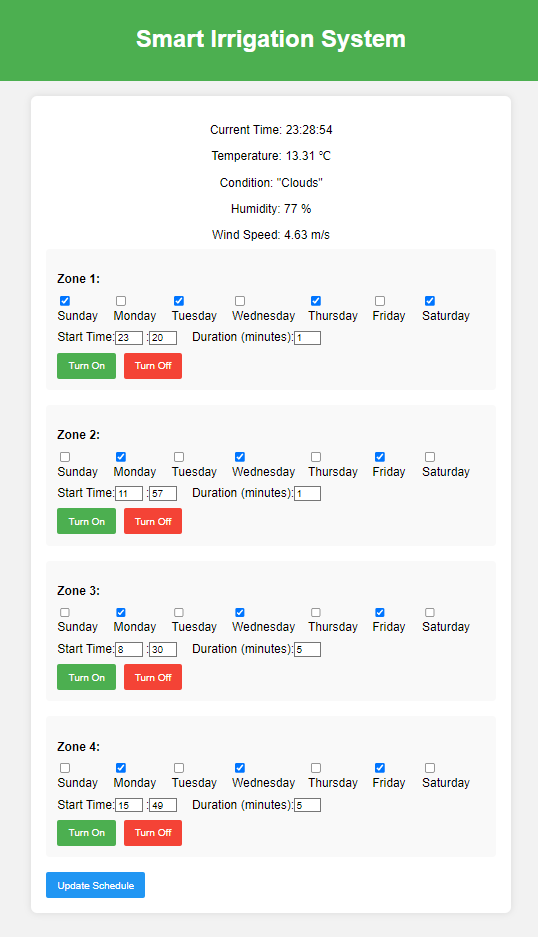 Smart Irrigation System
Current Time: 23:28:54
Temperature: 13.31 ℃
Condition: "Clouds"
Humidity: 77 %
Wind Speed: 4.63 m/s
Zone 1:
Sunday Monday Tuesday Wednesday Thursday Friday Saturday
Start Time: 23 : 20 Duration (minutes): 1
Turn On Turn Off
Zone 2:
Sunday Monday Tuesday Wednesday Thursday Friday Saturday
Start Time: 11 : 57 Duration (minutes): 1
Turn On Turn Off
Zone 3:
Sunday Monday Tuesday Wednesday Thursday Friday Saturday
Start Time: 8 : 30 Duration (minutes): 5
Turn On Turn Off
Zone 4:
Sunday Monday Tuesday Wednesday Thursday Friday Saturday
Start Time: 15 : 49 Duration (minutes): 5
Turn On Turn Off
Update Schedule